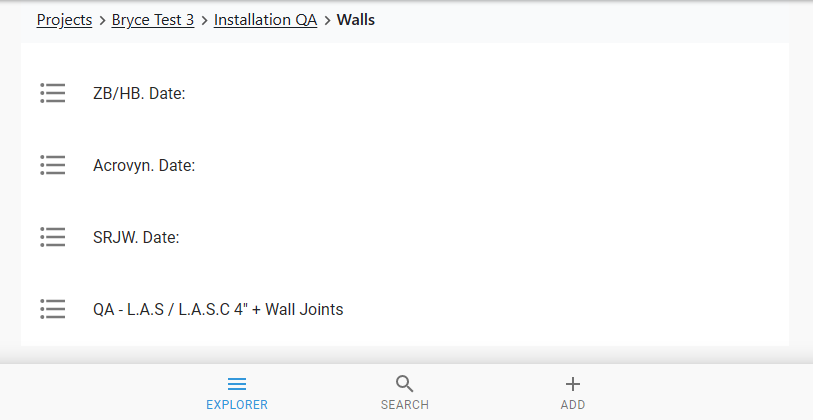 Projects > Bryce Test 3 > Installation QA > Walls
ZB/HB. Date:
Acrovyn. Date:
SRJW. Date:
QA - L.A.S / L.A.S.C 4" + Wall Joints
EXPLORER SEARCH ADD